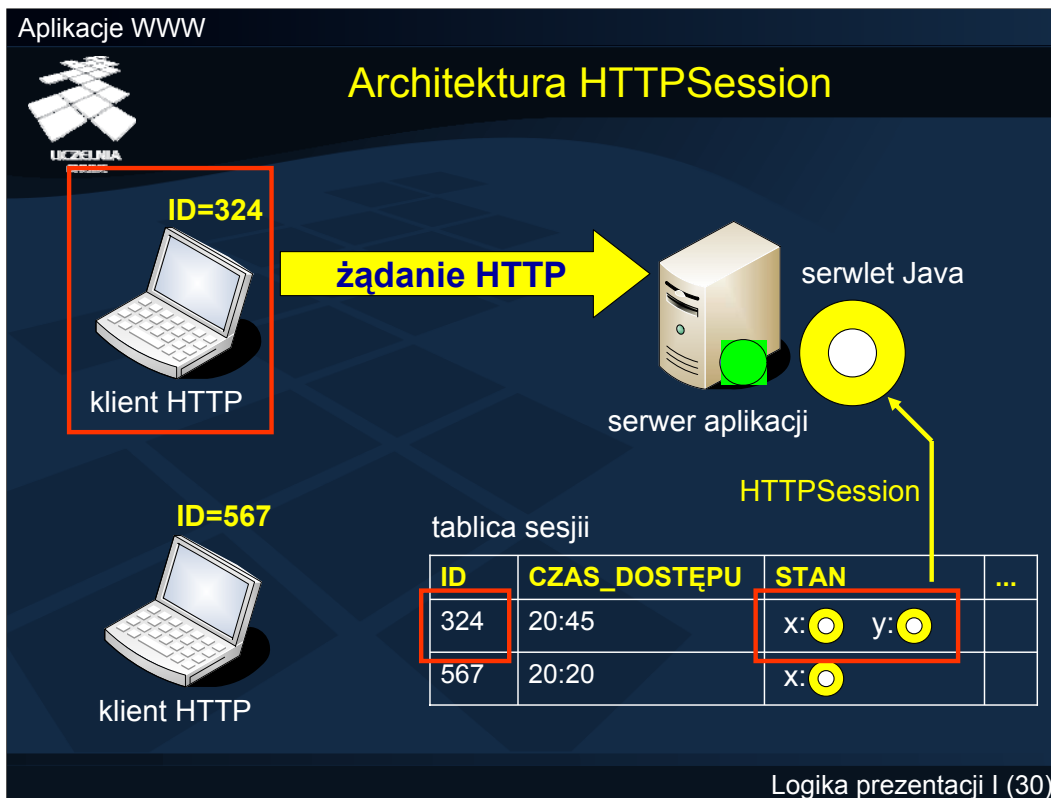 Aplikacje WWW
Architektura HTTPSession
UCZELNIA
ID=324
żądanie HTTP
serwlet Java
klient HTTP
serwer aplikacji
HTTPSession
ID=567
tablica sesjii
ID CZAS_DOSTĘPU STAN ...
324 20:45 x: y:
567 20:20 x:
klient HTTP
Logika prezentacji I (30)